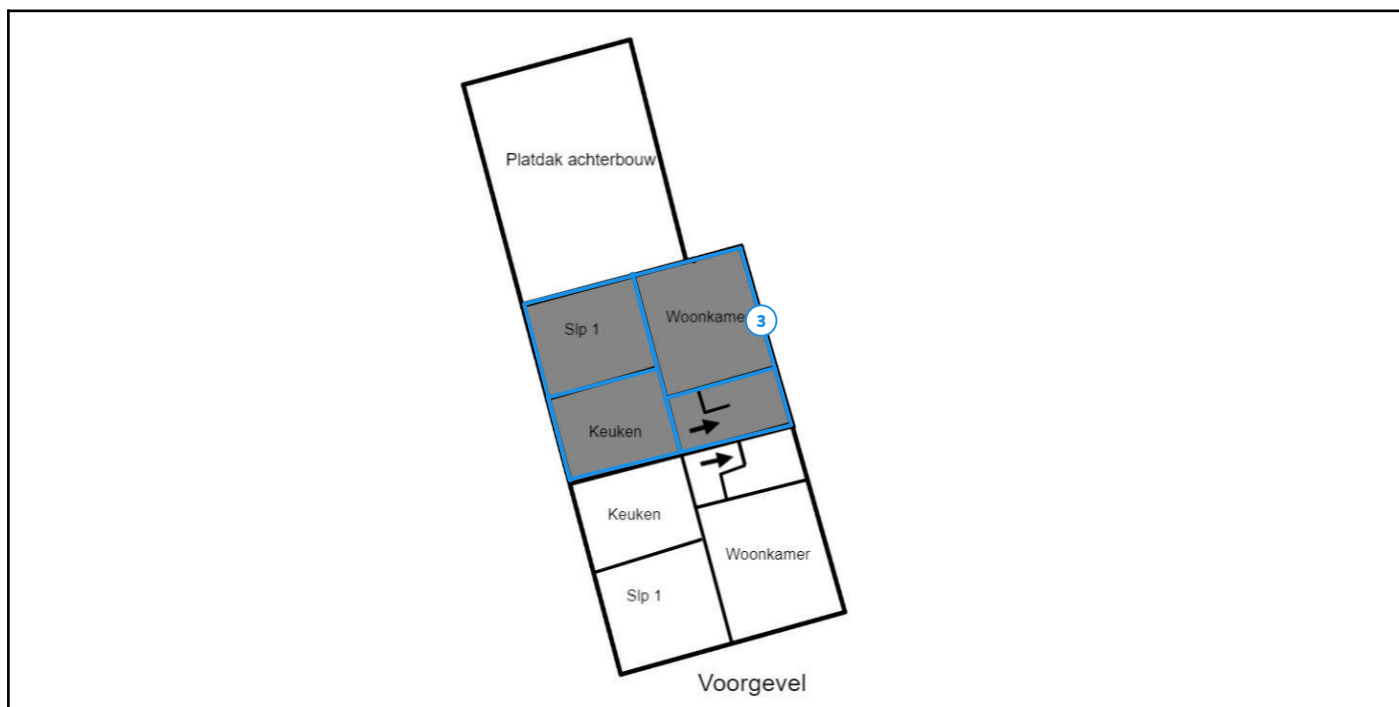 Platdak achterbouw
Slp 1
Woonkame
3
Keuken
Keuken
Woonkamer
Slp 1
Voorgevel